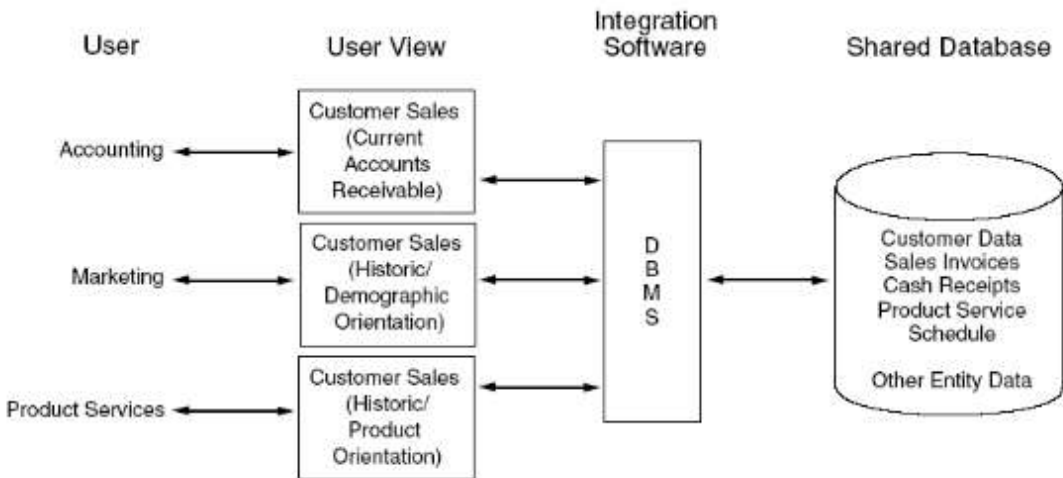 User
User View
Integration
Software
Shared Database
Accounting
Customer Sales
(Current
Accounts
Receivable)
Marketing
Customer Sales
(Historic/
Demographic
Orientation)
Product Services
Customer Sales
(Historic/
Product
Orientation)
D
B
M
S
Customer Data
Sales Invoices
Cash Receipts
Product Service
Schedule
Other Entity Data